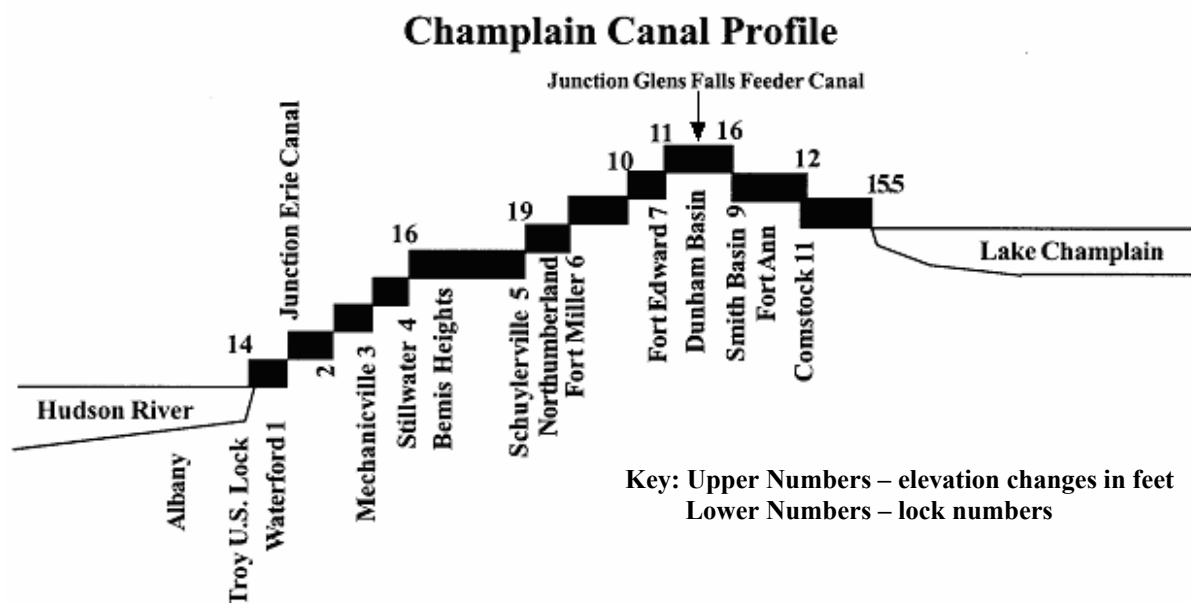 Champlain Canal Profile
Junction Glens Falls Feeder Canal
Junction Erie Canal
14
16
19
10
11
16
12
15.5
Hudson River
Lake Champlain
Albany
Troy U.S. Lock
Waterford 1
2
Mechanicville 3
Stillwater 4
Bemis Heights
Schuylerville 5
Northumberland
Fort Miller 6
Fort Edward 7
Dunham Basin
Smith Basin 9
Fort Ann
Comstock 11
Key: Upper Numbers – elevation changes in feet
Lower Numbers – lock numbers